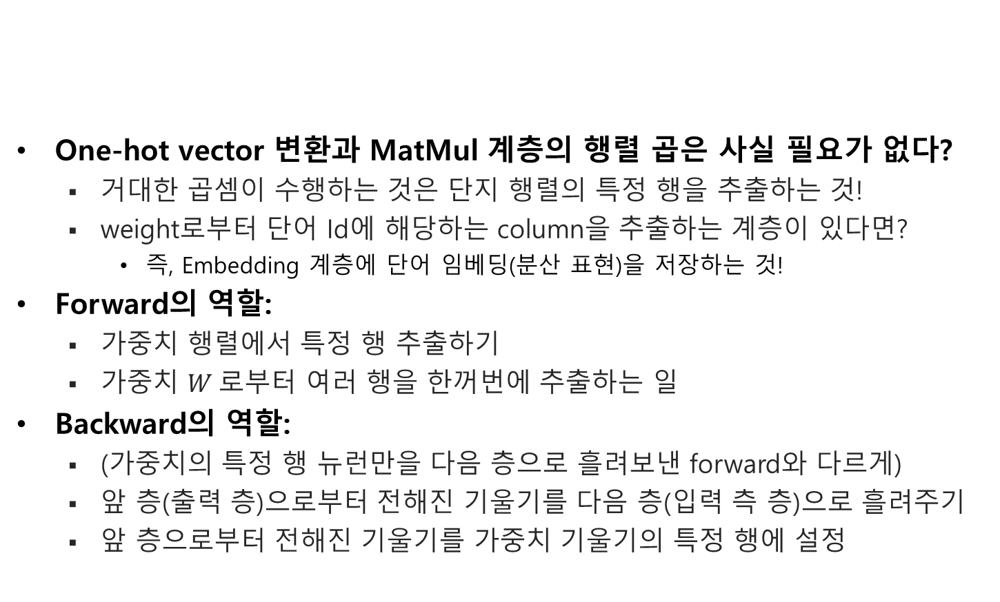 • One-hot vector 변환과 MatMul 계층의 행렬 곱은 사실 필요가 없다?
▪ 거대한 곱셈이 수행하는 것은 단지 행렬의 특정 행을 추출하는 것!
▪ weight로부터 단어 Id에 해당하는 column을 추출하는 계층이 있다면?
• 즉, Embedding 계층에 단어 임베딩(분산 표현)을 저장하는 것!
• Forward의 역할:
▪ 가중치 행렬에서 특정 행 추출하기
▪ 가중치 W 로부터 여러 행을 한꺼번에 추출하는 일
• Backward의 역할:
▪ (가중치의 특정 행 뉴런만을 다음 층으로 흘려보낸 forward와 다르게)
▪ 앞 층(출력 층)으로부터 전해진 기울기를 다음 층(입력 측 층)으로 흘려주기
▪ 앞 층으로부터 전해진 기울기를 가중치 기울기의 특정 행에 설정